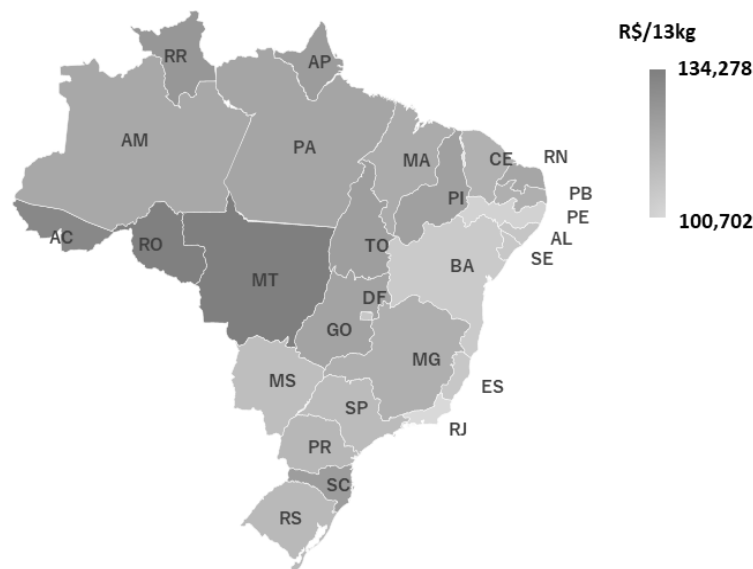 R$/13kg
134,278
100,702
RR
AP
AM
PA
MA
CE
RN
PB
PE
AL
SE
PI
AC
RO
TO
BA
MT
DF
GO
MG
ES
MS
SP
RJ
PR
SC
RS